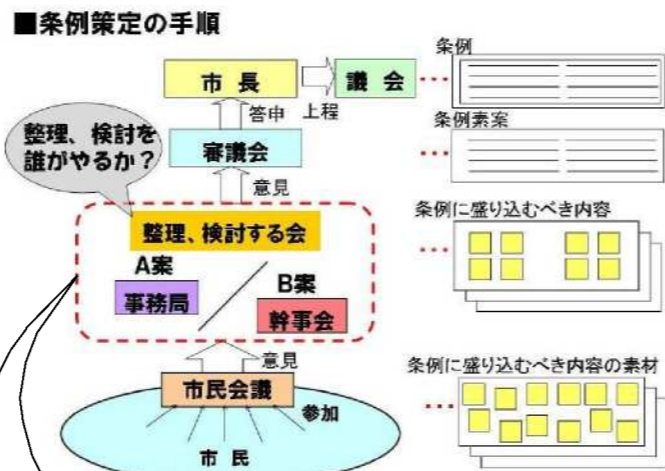 ■条例策定の手順
条例
市長
議会
答申
上程
条例素案
整理、検討を
誰がやるか？
審議会
意見
条例に盛り込むべき内容
整理、検討する会
A案
事務局
B案
幹事会
意見
条例に盛り込むべき内容の素材
市民会議
参加
市民